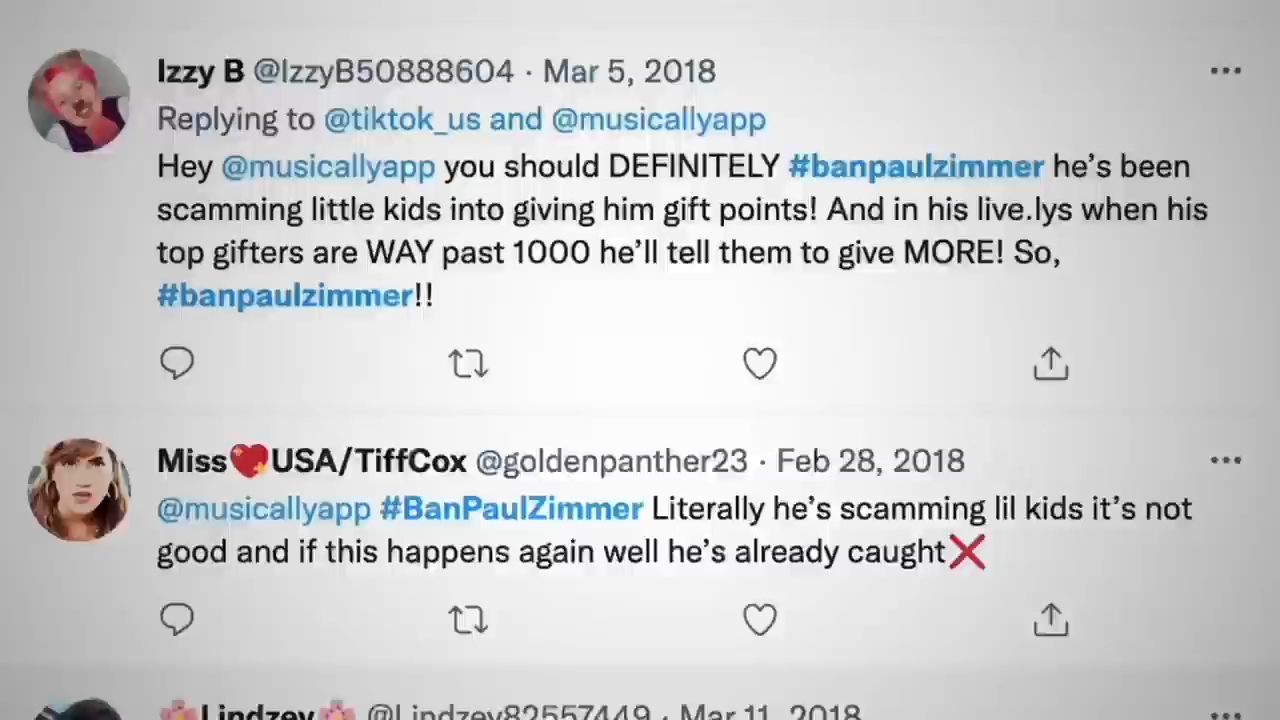 Izzy B @IzzyB50888604 · Mar 5, 2018
Replying to @tiktok_us and @musicallyapp
Hey @musicallyapp you should DEFINITELY #banpaulzimmer he’s been
scamming little kids into giving him gift points! And in his live.lys when his
top gifters are WAY past 1000 he’ll tell them to give MORE! So,
#banpaulzimmer!!
Miss💖USA/TiffCox @goldenpanther23 · Feb 28, 2018
@musicallyapp #BanPaulZimmer Literally he’s scamming lil kids it’s not
good and if this happens again well he’s already caught❌
🌸Lindzey🌸 @Lindzey82557449 · Mar 11, 2018